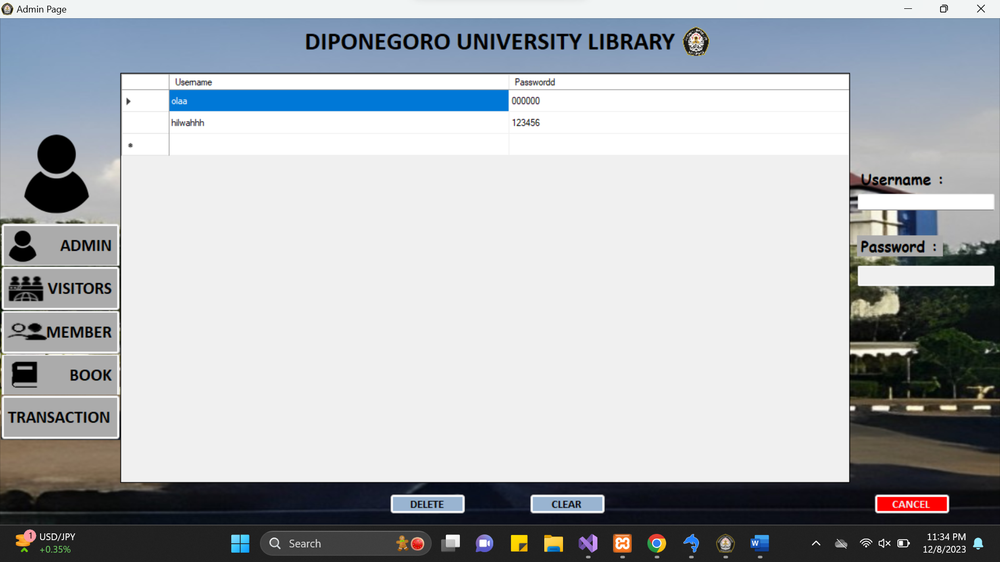 Admin Page
DIPONEGORO UNIVERSITY LIBRARY
Username Passwordd
olaa 000000
hilwahhh 123456
Username :
Password :
ADMIN
VISITORS
MEMBER
BOOK
TRANSACTION
DELETE CLEAR CANCEL
1 USD/JPY
+0.35%
Search
W
11:34 PM
12/8/2023